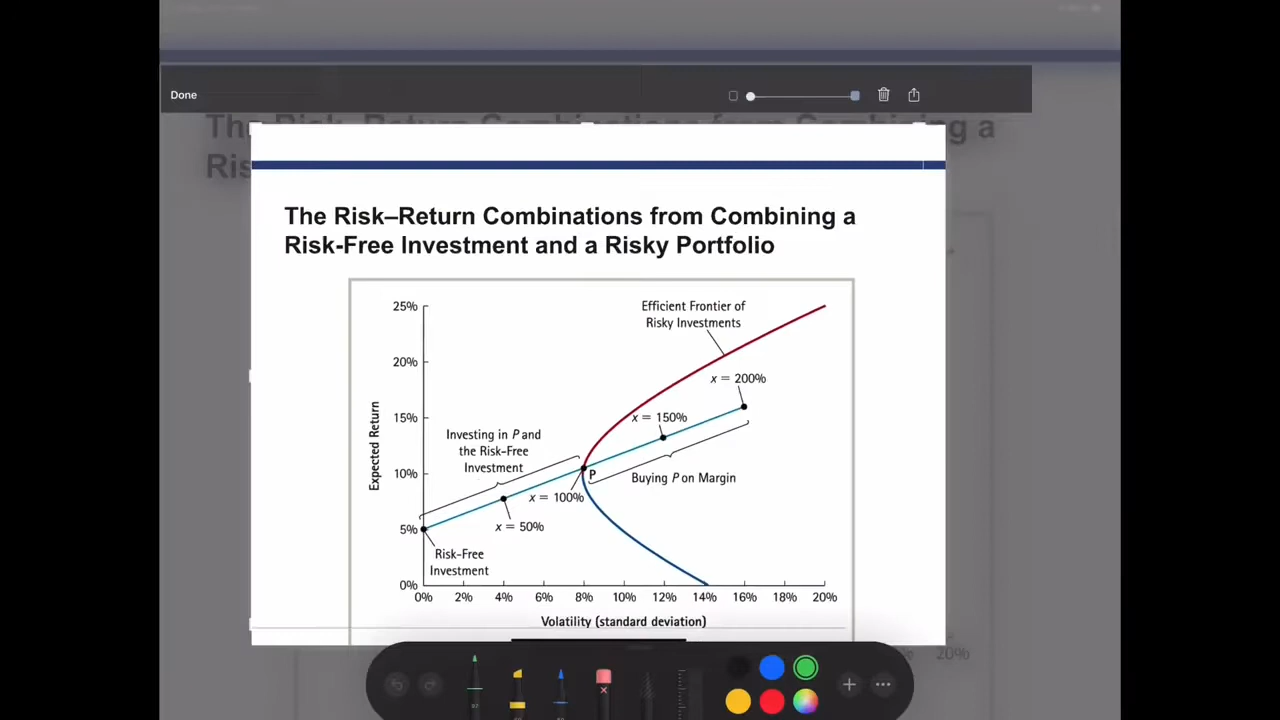 Done
The Risk–Return Combinations from Combining a
Risk-Free Investment and a Risky Portfolio
25%
20%
15%
10%
5%
0%
Expected Return
Efficient Frontier of
Risky Investments
x = 200%
x = 150%
Investing in P and
the Risk-Free
Investment
P
Buying P on Margin
x = 100%
x = 50%
Risk-Free
Investment
0% 2% 4% 6% 8% 10% 12% 14% 16% 18% 20%
Volatility (standard deviation)
20%